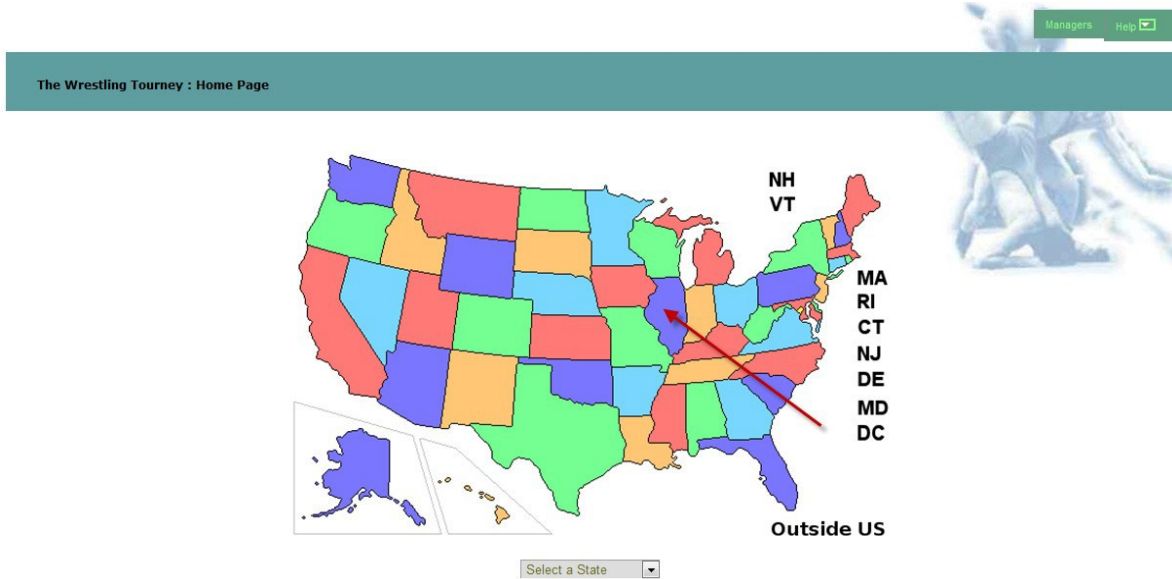 Managers Help
The Wrestling Tourney : Home Page
NH
VT
MA
RI
CT
NJ
DE
MD
DC
Outside US
Select a State